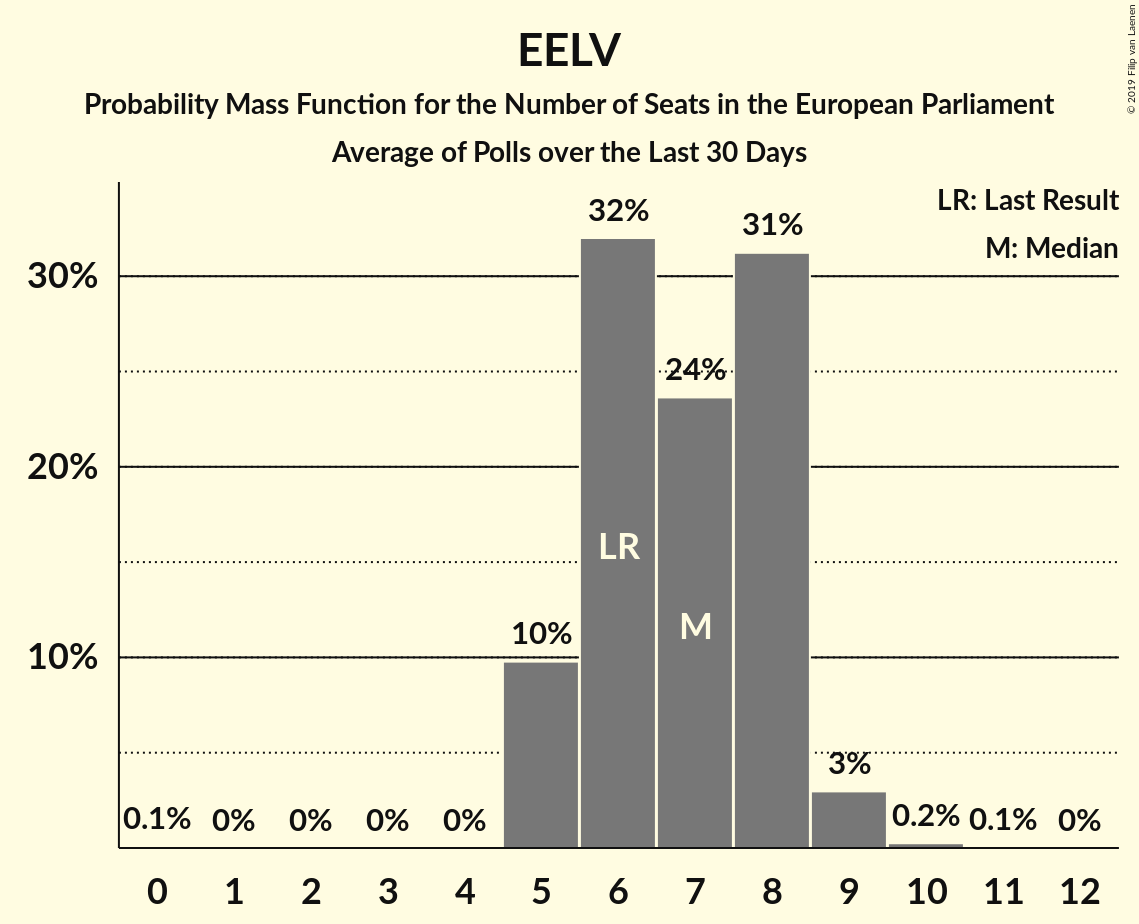 EELV
Probability Mass Function for the Number of Seats in the European Parliament
Average of Polls over the Last 30 Days
© 2019 Filip van Laenen
LR: Last Result
M: Median
32%
31%
30%
24%
20%
LR
M
10%
10%
3%
0.1% 0% 0% 0% 0% 0.2% 0.1% 0%
0 1 2 3 4 5 6 7 8 9 10 11 12